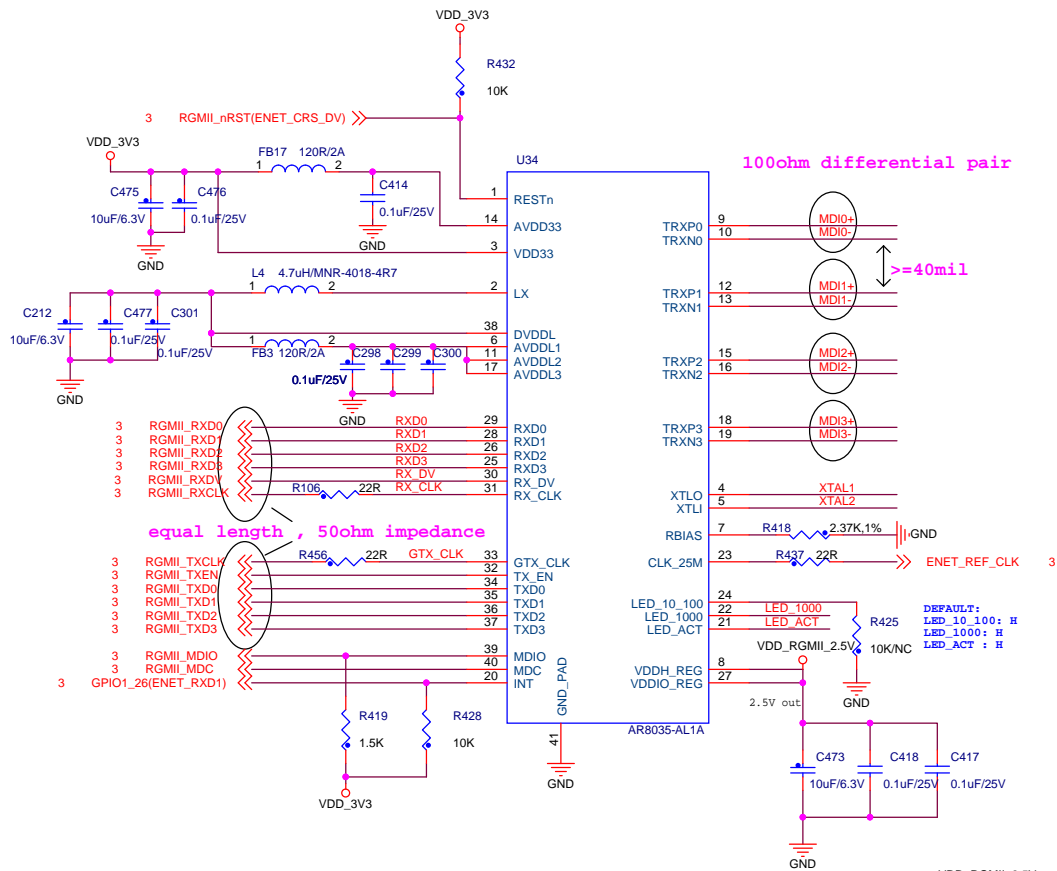 VDD_3V3
R432
10K
3 RGMII_nRST(ENET_CRS_DV)
VDD_3V3
FB17 120R/2A
1 2
U34
100ohm differential pair
C475
10uF/6.3V
C476
0.1uF/25V
C414
0.1uF/25V
GND
GND
1 RESTn
14 AVDD33
3 VDD33
TRXP0 9 MDI0+
TRXN0 10 MDI0-
>=40mil
L4 4.7uH/MNR-4018-4R7
1 2
2 LX
TRXP1 12 MDI1+
TRXN1 13 MDI1-
C212
10uF/6.3V
C477
0.1uF/25V
C301
0.1uF/25V
GND
38 DVDDL
6 AVDDL1
11 AVDDL2
17 AVDDL3
1 2
FB3 120R/2A
C298
C299
C300
0.1uF/25V
GND
TRXP2 15 MDI2+
TRXN2 16 MDI2-
3 RGMII_RXD0 RXD0 29 RXD0
3 RGMII_RXD1 RXD1 28 RXD1
3 RGMII_RXD2 RXD2 26 RXD2
3 RGMII_RXD3 RXD3 25 RXD3
3 RGMII_RXDV RX_DV 30 RX_DV
3 RGMII_RXCLK R106 22R RX_CLK 31 RX_CLK
TRXP3 18 MDI3+
TRXN3 19 MDI3-
XTLO 4 XTAL1
XTLI 5 XTAL2
equal length , 50ohm impedance
RBIAS 7 R418 2.37K,1% GND
3 RGMII_TXCLK R456 22R GTX_CLK 33 GTX_CLK
3 RGMII_TXEN 32 TX_EN
3 RGMII_TXD0 34 TXD0
3 RGMII_TXD1 35 TXD1
3 RGMII_TXD2 36 TXD2
3 RGMII_TXD3 37 TXD3
CLK_25M 23 R437 22R ENET_REF_CLK 3
LED_10_100 24
LED_1000 22 LED_1000
LED_ACT 21 LED_ACT
R425
10K/NC
GND
DEFAULT:
LED_10_100: H
LED_1000: H
LED_ACT : H
3 RGMII_MDIO 39 MDIO
3 RGMII_MDC 40 MDC
3 GPIO1_26(ENET_RXD1) 20 INT
VDD_RGMII_2.5V
VDDH_REG 8
VDDIO_REG 27
2.5V out
GND_PAD
41
GND
AR8035-AL1A
R419
1.5K
R428
10K
VDD_3V3
C473
10uF/6.3V
C418
0.1uF/25V
C417
0.1uF/25V
GND